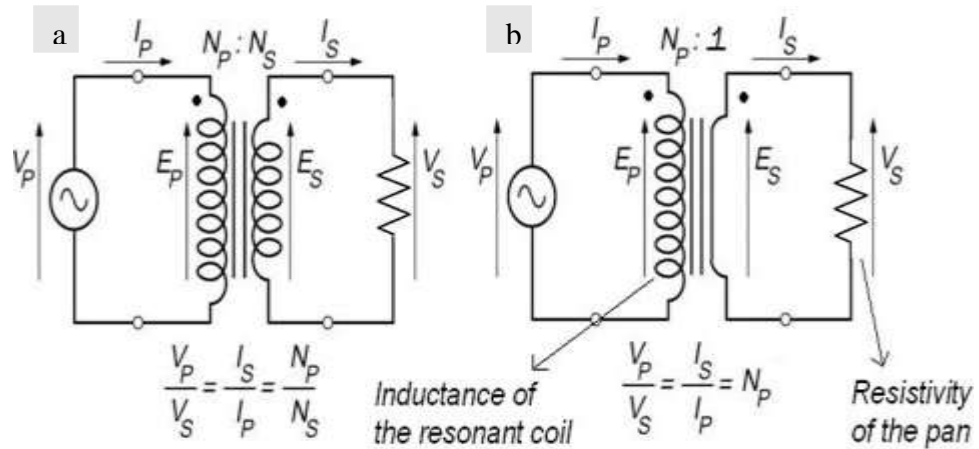 a
I_P
N_P : N_S
I_S
V_P
E_P
E_S
V_S
V_P / V_S = I_S / I_P = N_P / N_S
b
I_P
N_P : 1
I_S
V_P
E_P
E_S
V_S
V_P / V_S = I_S / I_P = N_P
Inductance of
the resonant coil
Resistivity
of the pan